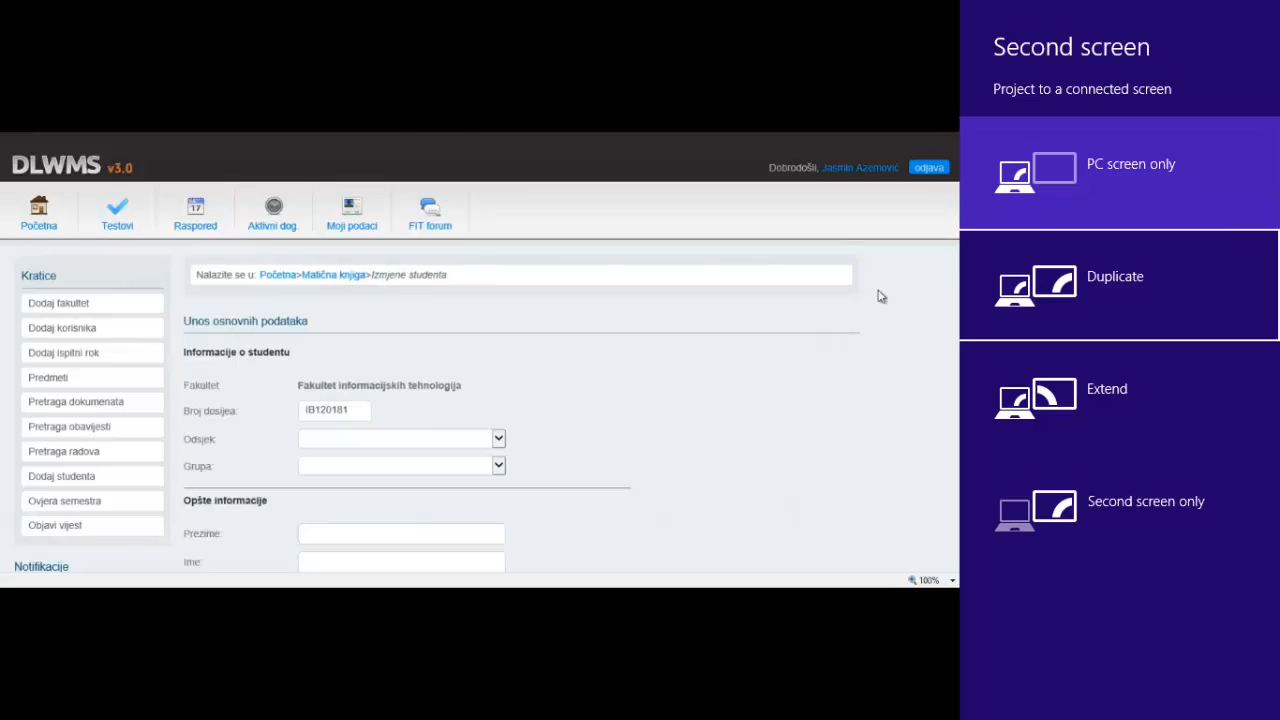 DLWMS v3.0
Dobrodošli, Jasmin Azemović odjava
Početna
Testovi
Raspored
Aktivni dog.
Moji podaci
FIT forum
17
Kratice
Dodaj fakultet
Dodaj korisnika
Dodaj ispitni rok
Predmeti
Pretraga dokumenata
Pretraga obavijesti
Pretraga radova
Dodaj studenta
Ovjera semestra
Objavi vijest
Notifikacije
Nalazite se u: Početna>Matična knjiga>Izmjene studenta
Unos osnovnih podataka
Informacije o studentu
Fakultet Fakultet informacijskih tehnologija
Broj dosijea: IB120181
Odsjek:
Grupa:
Opšte informacije
Prezime:
Ime:
100%
Second screen
Project to a connected screen
PC screen only
Duplicate
Extend
Second screen only